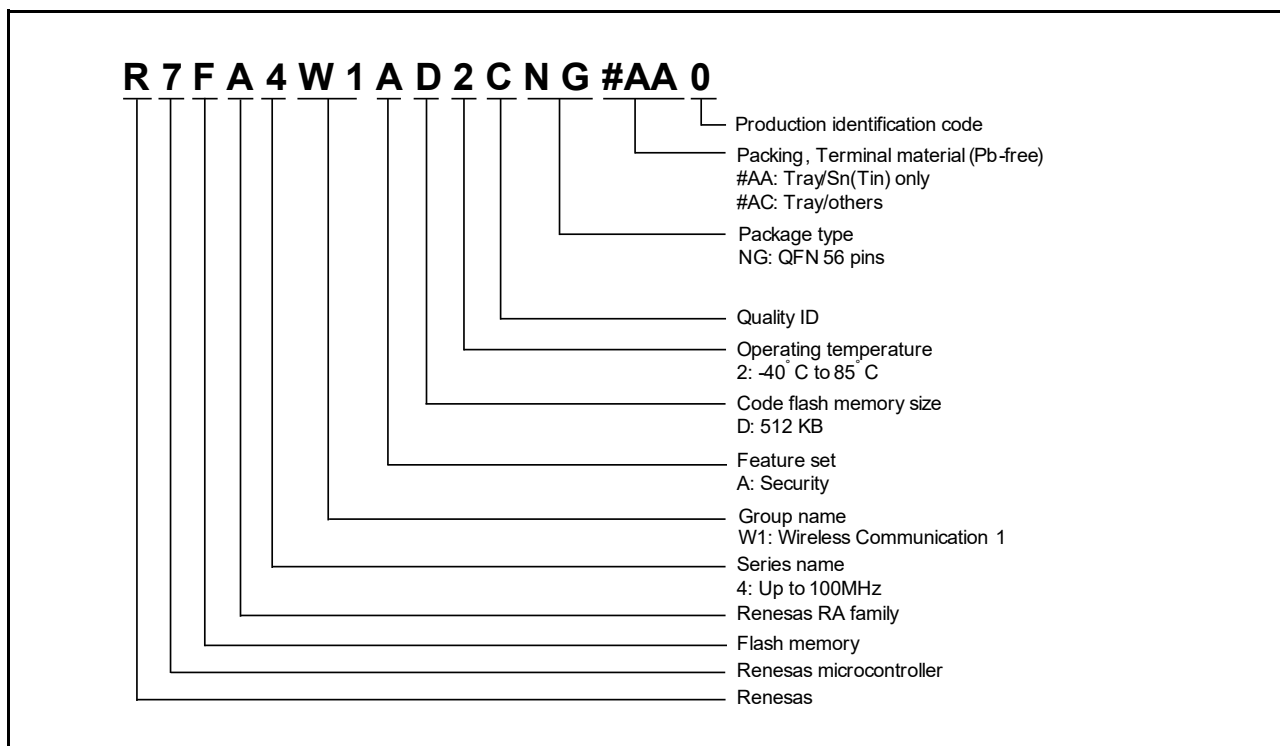 R 7 F A 4 W 1 A D 2 C N G #AA 0
Production identification code
Packing, Terminal material (Pb-free)
#AA: Tray/Sn(Tin) only
#AC: Tray/others
Package type
NG: QFN 56 pins
Quality ID
Operating temperature
2: -40° C to 85° C
Code flash memory size
D: 512 KB
Feature set
A: Security
Group name
W1: Wireless Communication 1
Series name
4: Up to 100MHz
Renesas RA family
Flash memory
Renesas microcontroller
Renesas